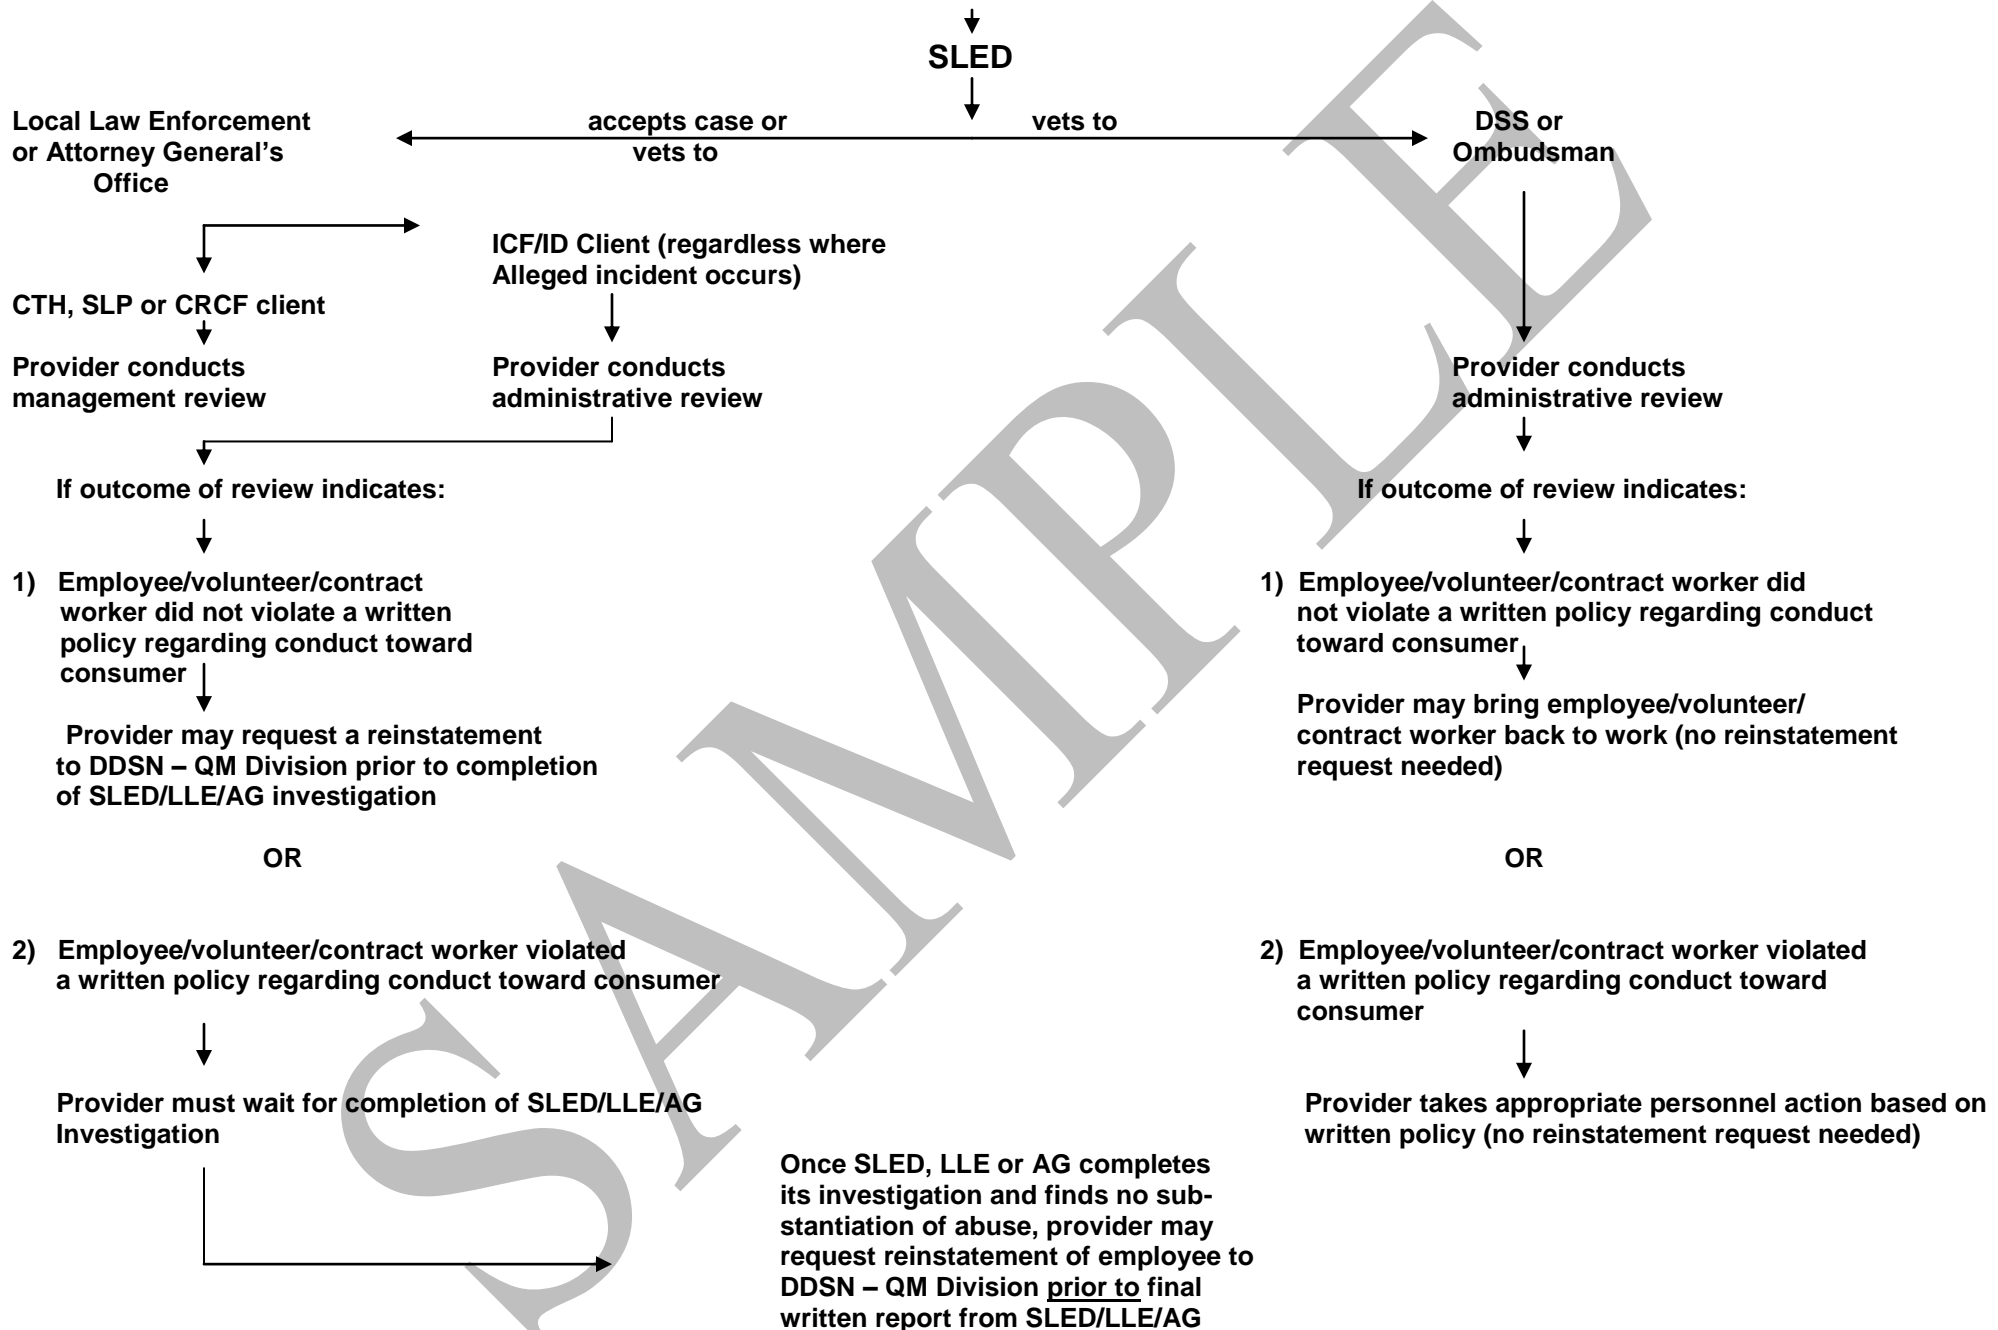 SLED
Local Law Enforcement
or Attorney General's
Office
accepts case or
vets to
vets to
DSS or
Ombudsman
ICF/ID Client (regardless where
Alleged incident occurs)
CTH, SLP or CRCF client
Provider conducts
management review
Provider conducts
administrative review
Provider conducts
administrative review
If outcome of review indicates:
If outcome of review indicates:
1) Employee/volunteer/contract
worker did not violate a written
policy regarding conduct toward
consumer
Provider may request a reinstatement
to DDSN – QM Division prior to completion
of SLED/LLE/AG investigation
OR
2) Employee/volunteer/contract worker violated
a written policy regarding conduct toward consumer
Provider must wait for completion of SLED/LLE/AG
Investigation
Once SLED, LLE or AG completes
its investigation and finds no sub-
stantiation of abuse, provider may
request reinstatement of employee to
DDSN – QM Division prior to final
written report from SLED/LLE/AG
1) Employee/volunteer/contract worker did
not violate a written policy regarding conduct
toward consumer
Provider may bring employee/volunteer/
contract worker back to work (no reinstatement
request needed)
OR
2) Employee/volunteer/contract worker violated
a written policy regarding conduct toward
consumer
Provider takes appropriate personnel action based on
written policy (no reinstatement request needed)
SAMPLE